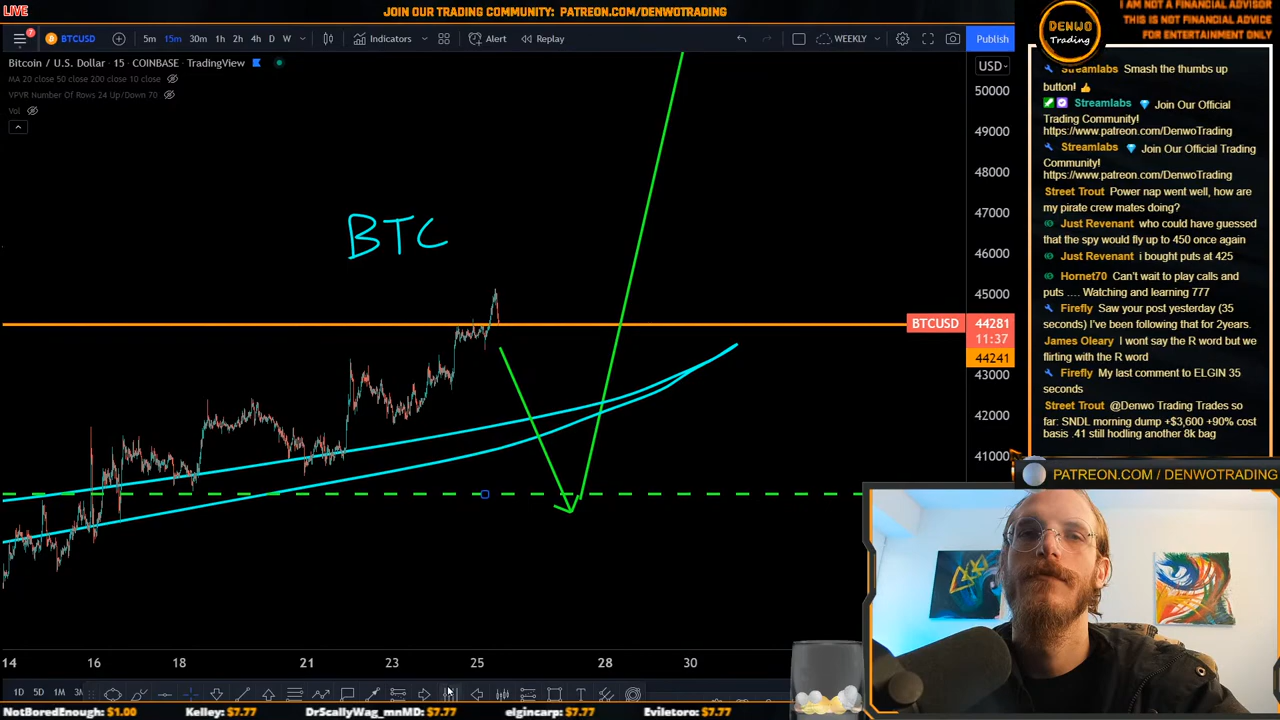 LIVE
JOIN OUR TRADING COMMUNITY: PATREON.COM/DENWOTRADING
7
BTCUSD
5m 15m 30m 1h 2h 4h D W
Indicators
Alert
Replay
WEEKLY
Publish
Bitcoin / U.S. Dollar · 15 · COINBASE · TradingView
MA 20 close 50 close 200 close 10 close
VPVR Number Of Rows 24 Up/Down 70
Vol
USD
50000
49000
48000
47000
46000
45000
BTCUSD 44281
11:37
44241
43000
42000
41000
BTC
14 16 18 21 23 25 28 30
1D 5D 1M 3M
I AM NOT A FINANCIAL ADVISOR
THIS IS NOT FINANCIAL ADVICE
FOR ENTERTAINMENT ONLY
DENWO
Trading
Streamlabs Smash the thumbs up
button! 👍
Streamlabs 💎 Join Our Official
Trading Community!
https://www.patreon.com/DenwoTrading
Streamlabs 💎 Join Our Official Trading
Community!
https://www.patreon.com/DenwoTrading
Street Trout Power nap went well, how are
my pirate crew mates doing?
Just Revenant who could have guessed
that the spy would fly up to 450 once again
Just Revenant i bought puts at 425
Hornet70 Can't wait to play calls and
puts .... Watching and learning 777
Firefly Saw your post yesterday (35
seconds) I've been following that for 2years.
James Oleary I wont say the R word but we
flirting with the R word
Firefly My last comment to ELGIN 35
seconds
Street Trout @Denwo Trading Trades so
far: SNDL morning dump +$3,600 +90% cost
basis .41 still hodling another 8k bag
PATREON.COM / DENWOTRADING
NotBoredEnough: $1.00 Kelley: $7.77 DrScallyWag_mnMD: $7.77 elgincarp: $7.77 Eviletoro: $7.77